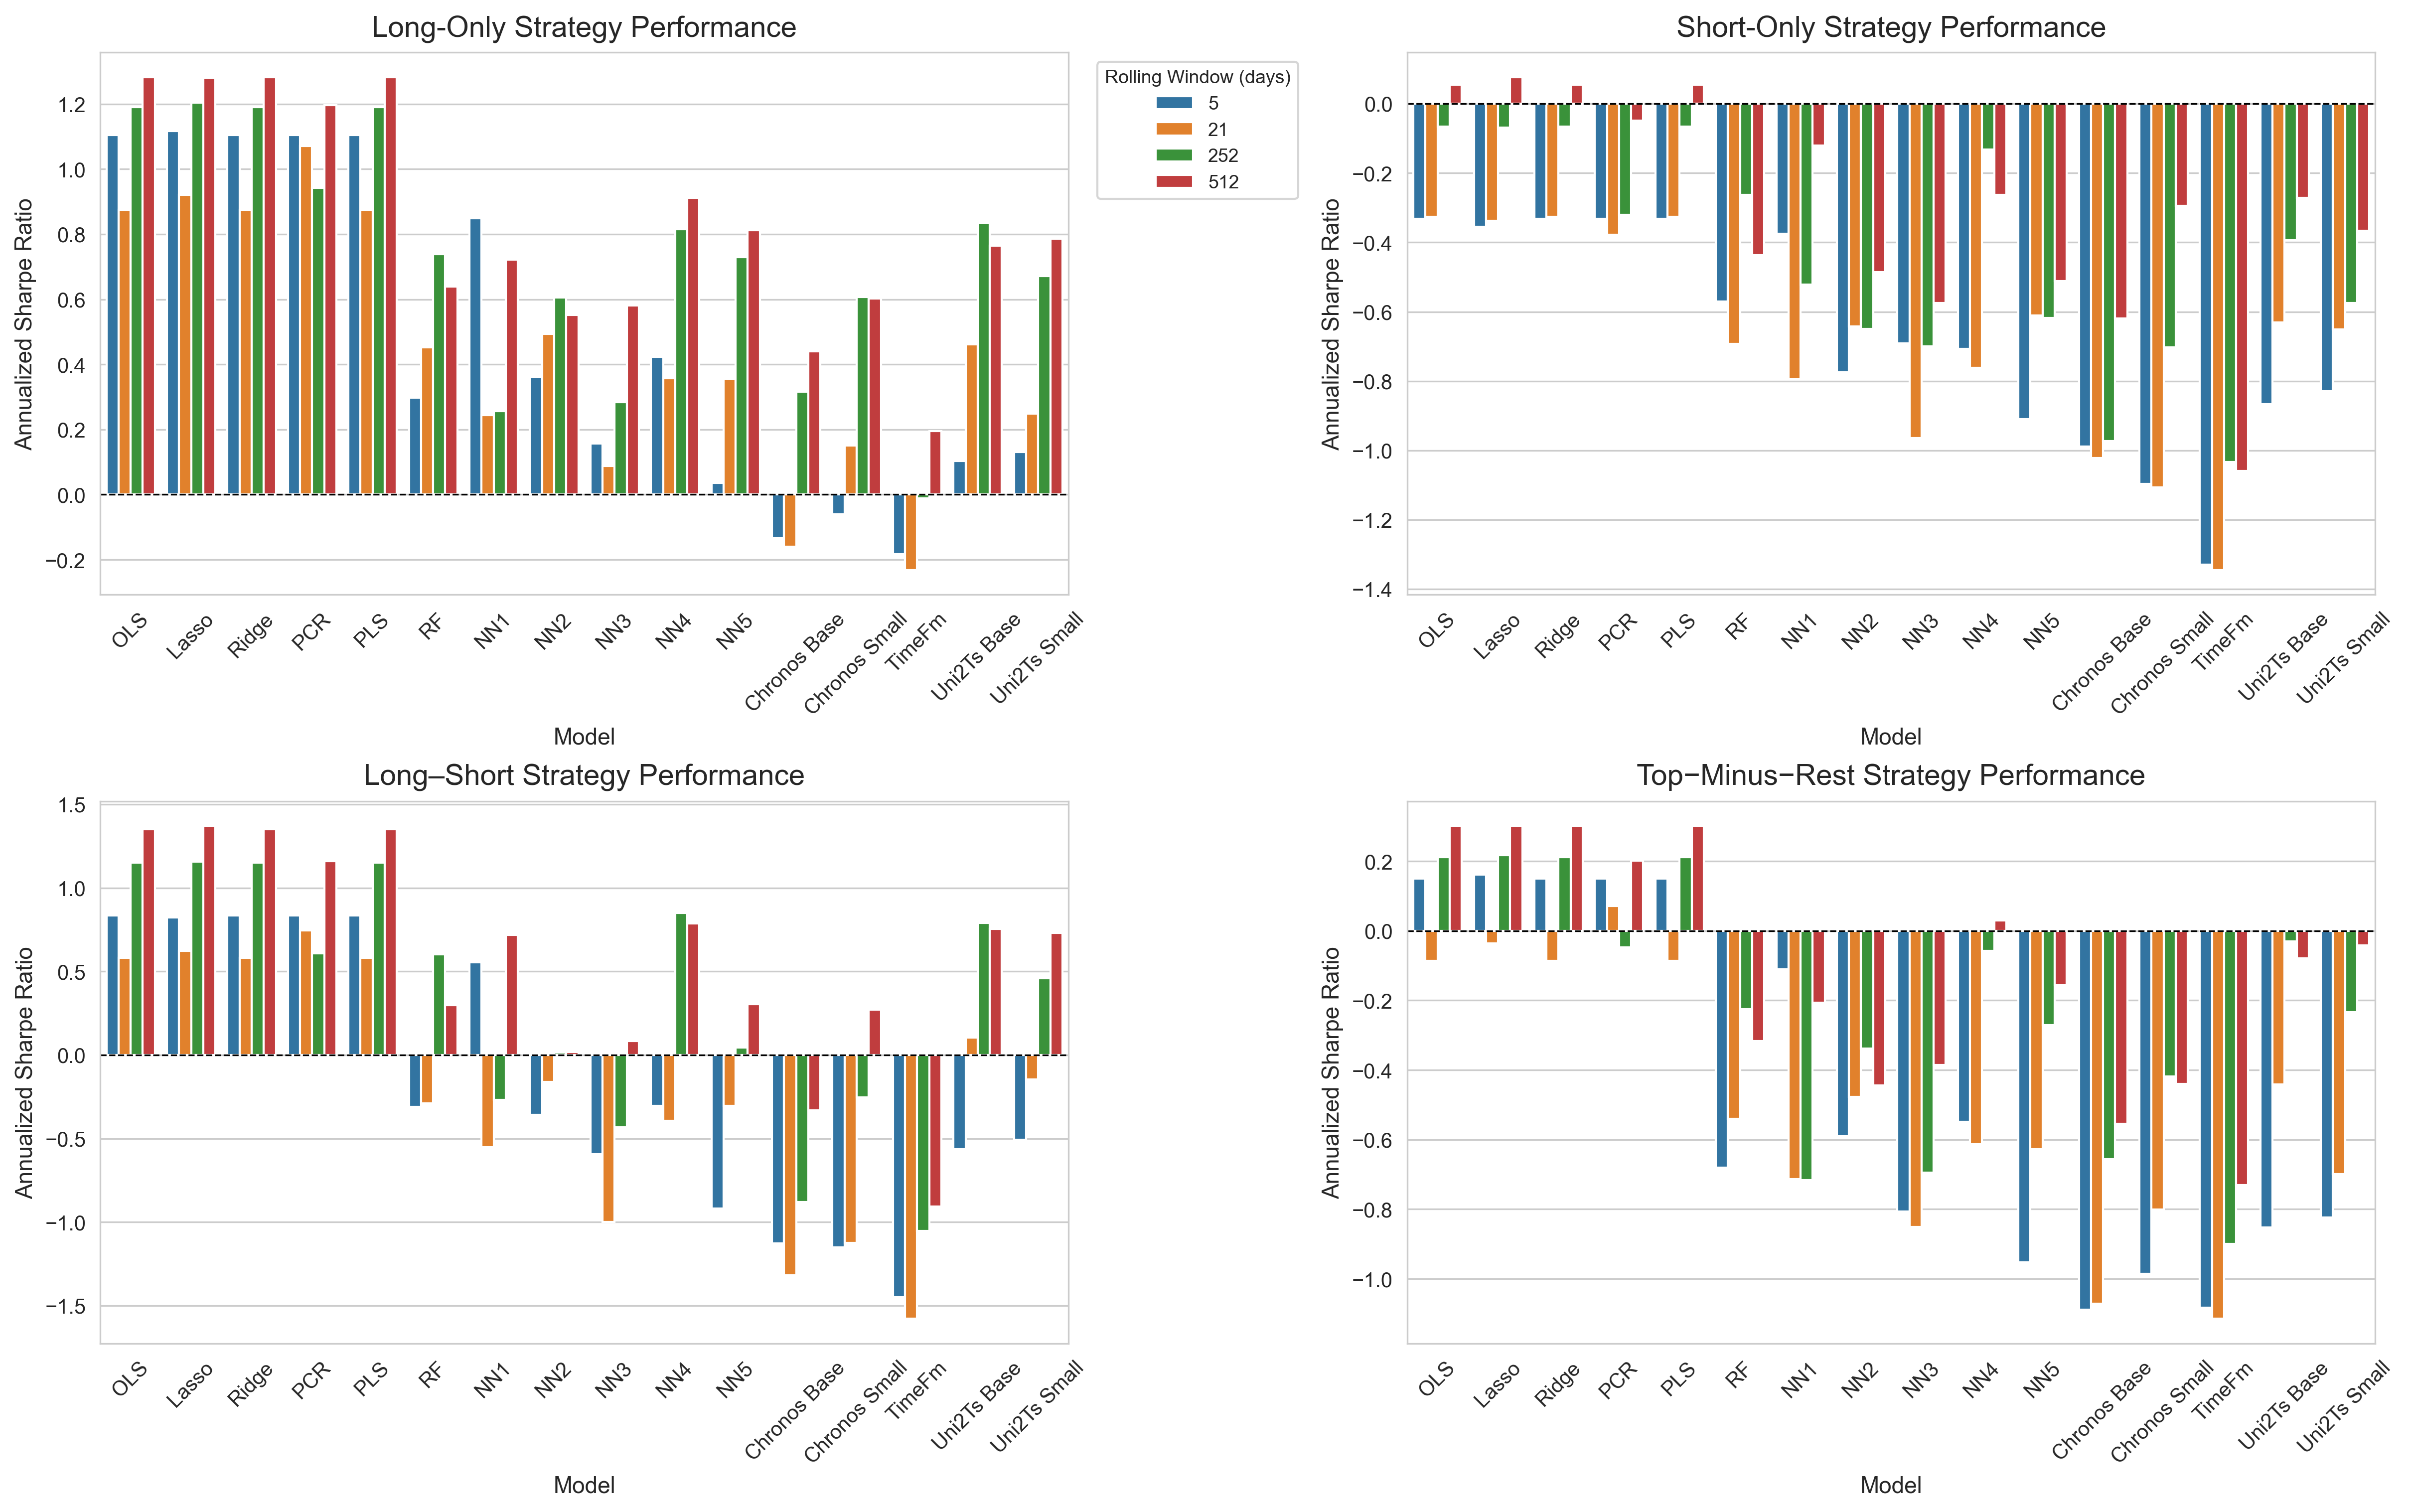 Long-Only Strategy Performance
Annualized Sharpe Ratio
1.2
1.0
0.8
0.6
0.4
0.2
0.0
−0.2
OLS
Lasso
Ridge
PCR
PLS
RF
NN1
NN2
NN3
NN4
NN5
Chronos Base
Chronos Small
TimeFm
Uni2Ts Base
Uni2Ts Small
Model
Rolling Window (days)
5
21
252
512
Short-Only Strategy Performance
Annualized Sharpe Ratio
0.0
−0.2
−0.4
−0.6
−0.8
−1.0
−1.2
−1.4
OLS
Lasso
Ridge
PCR
PLS
RF
NN1
NN2
NN3
NN4
NN5
Chronos Base
Chronos Small
TimeFm
Uni2Ts Base
Uni2Ts Small
Model
Long–Short Strategy Performance
Annualized Sharpe Ratio
1.5
1.0
0.5
0.0
−0.5
−1.0
−1.5
OLS
Lasso
Ridge
PCR
PLS
RF
NN1
NN2
NN3
NN4
NN5
Chronos Base
Chronos Small
TimeFm
Uni2Ts Base
Uni2Ts Small
Model
Top−Minus−Rest Strategy Performance
Annualized Sharpe Ratio
0.2
0.0
−0.2
−0.4
−0.6
−0.8
−1.0
OLS
Lasso
Ridge
PCR
PLS
RF
NN1
NN2
NN3
NN4
NN5
Chronos Base
Chronos Small
TimeFm
Uni2Ts Base
Uni2Ts Small
Model